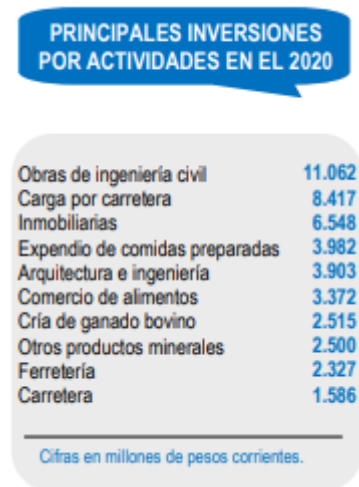 PRINCIPALES INVERSIONES
POR ACTIVIDADES EN EL 2020
Obras de ingeniería civil 11.062
Carga por carretera 8.417
Inmobiliarias 6.548
Expendio de comidas preparadas 3.982
Arquitectura e ingeniería 3.903
Comercio de alimentos 3.372
Cría de ganado bovino 2.515
Otros productos minerales 2.500
Ferretería 2.327
Carretera 1.586
Cifras en millones de pesos corrientes.